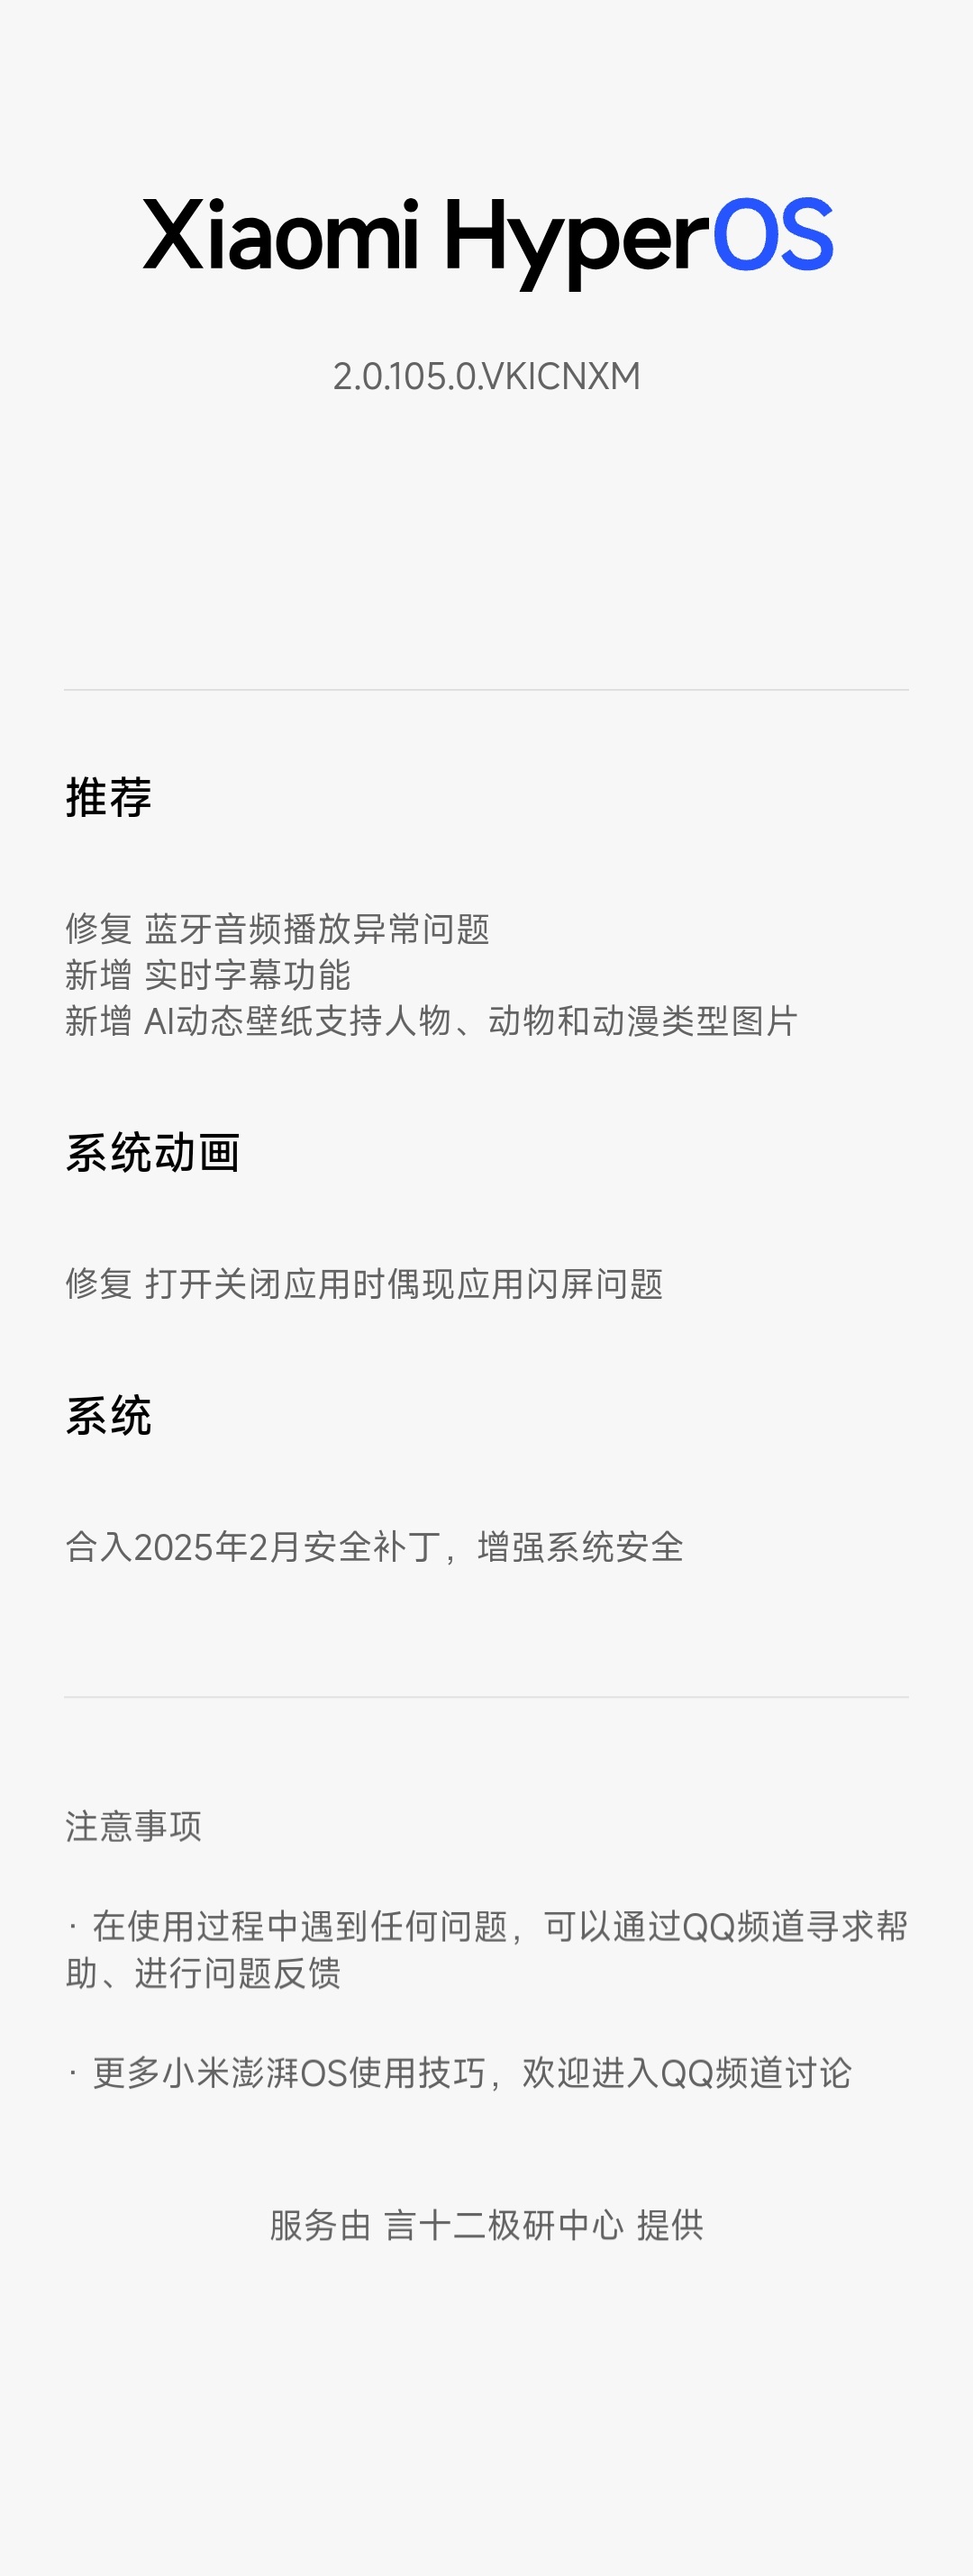 Xiaomi HyperOS
2.0.105.0.VKICNXM
推荐
修复 蓝牙音频播放异常问题
新增 实时字幕功能
新增 AI动态壁纸支持人物、动物和动漫类型图片
系统动画
修复 打开关闭应用时偶现应用闪屏问题
系统
合入2025年2月安全补丁，增强系统安全
注意事项
· 在使用过程中遇到任何问题，可以通过QQ频道寻求帮
助、进行问题反馈
· 更多小米澎湃OS使用技巧，欢迎进入QQ频道讨论
服务由 言十二极研中心 提供